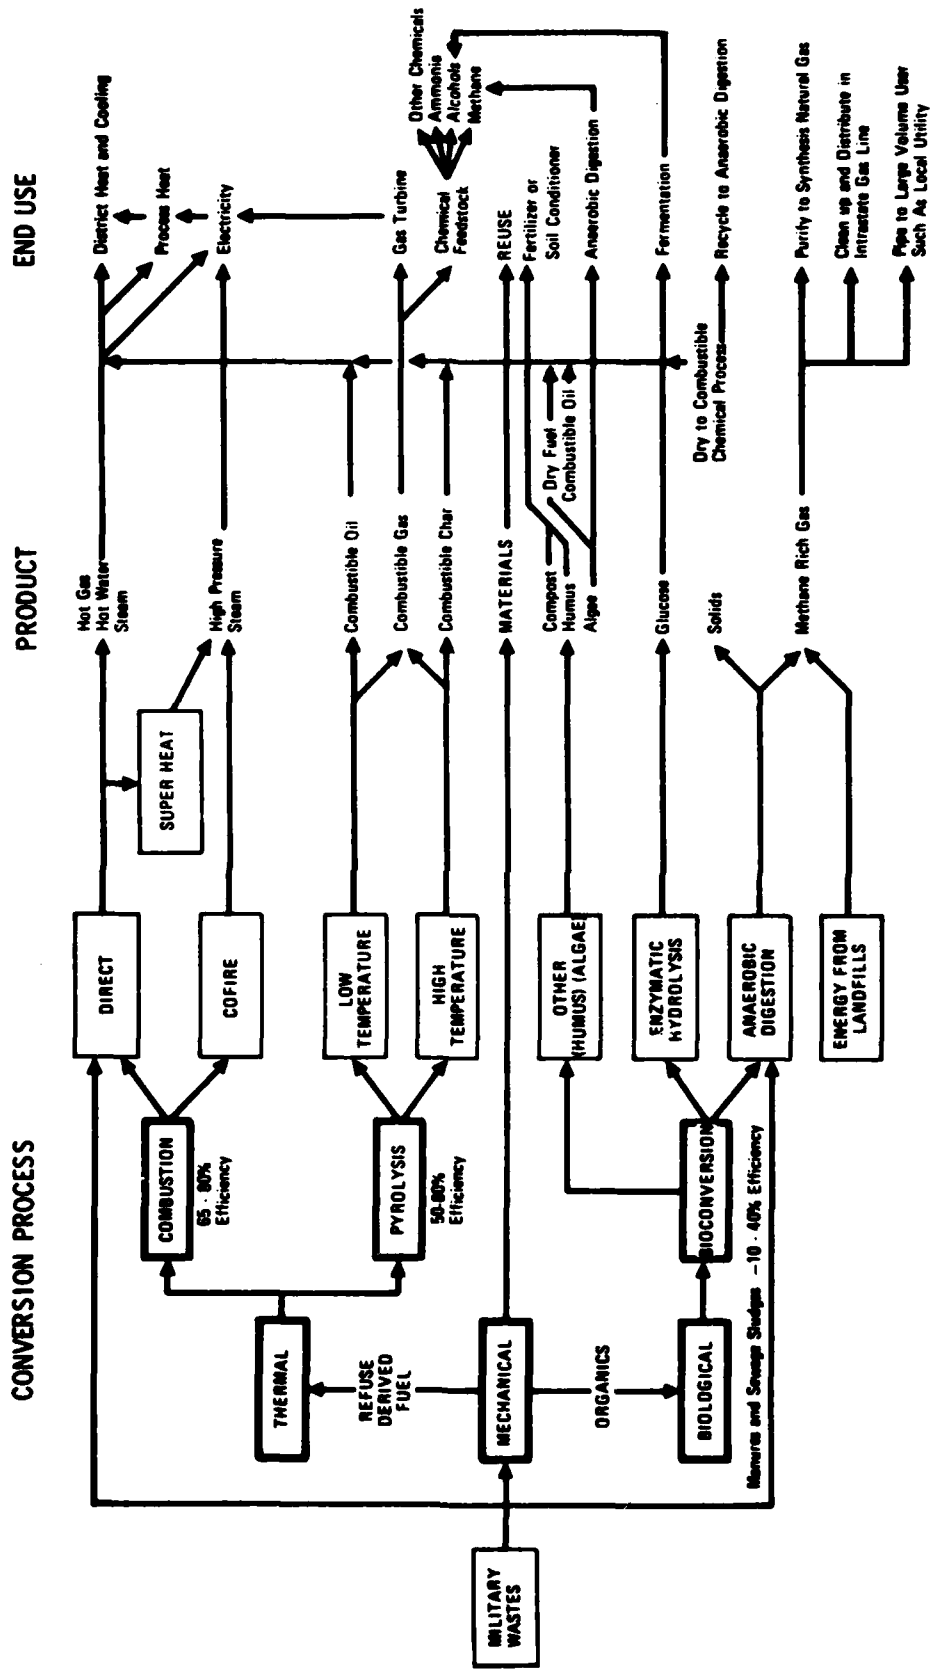 CONVERSION PROCESS
PRODUCT
END USE
MILITARY
WASTES
MECHANICAL
REFUSE
DERIVED
FUEL
THERMAL
ORGANICS
BIOLOGICAL
Manures and Sewage Sludges -10 - 40% Efficiency
COMBUSTION
65 - 80%
Efficiency
PYROLYSIS
50-80%
Efficiency
BIOCONVERSION
DIRECT
COFIRE
LOW
TEMPERATURE
HIGH
TEMPERATURE
OTHER
(HUMUS) (ALGAE)
ENZYMATIC
HYDROLYSIS
ANAEROBIC
DIGESTION
ENERGY FROM
LANDFILLS
SUPER HEAT
Hot Gas
Hot Water
Steam
High Pressure
Steam
Combustible Oil
Combustible Gas
Combustible Char
MATERIALS
Compost
Humus
Algae
Glucose
Solids
Methane Rich Gas
Dry Fuel
Combustible Oil
Dry to Combustible
Chemical Process
District Heat and Cooling
Process Heat
Electricity
Gas Turbine
Chemical
Feedstock
Other Chemicals
Ammonia
Alcohols
Methane
REUSE
Fertilizer or
Soil Conditioner
Anaerobic Digestion
Fermentation
Recycle to Anaerobic Digestion
Purify to Synthesis Natural Gas
Clean up and Distribute in
Intrastate Gas Line
Pipe to Large Volume User
Such As Local Utility